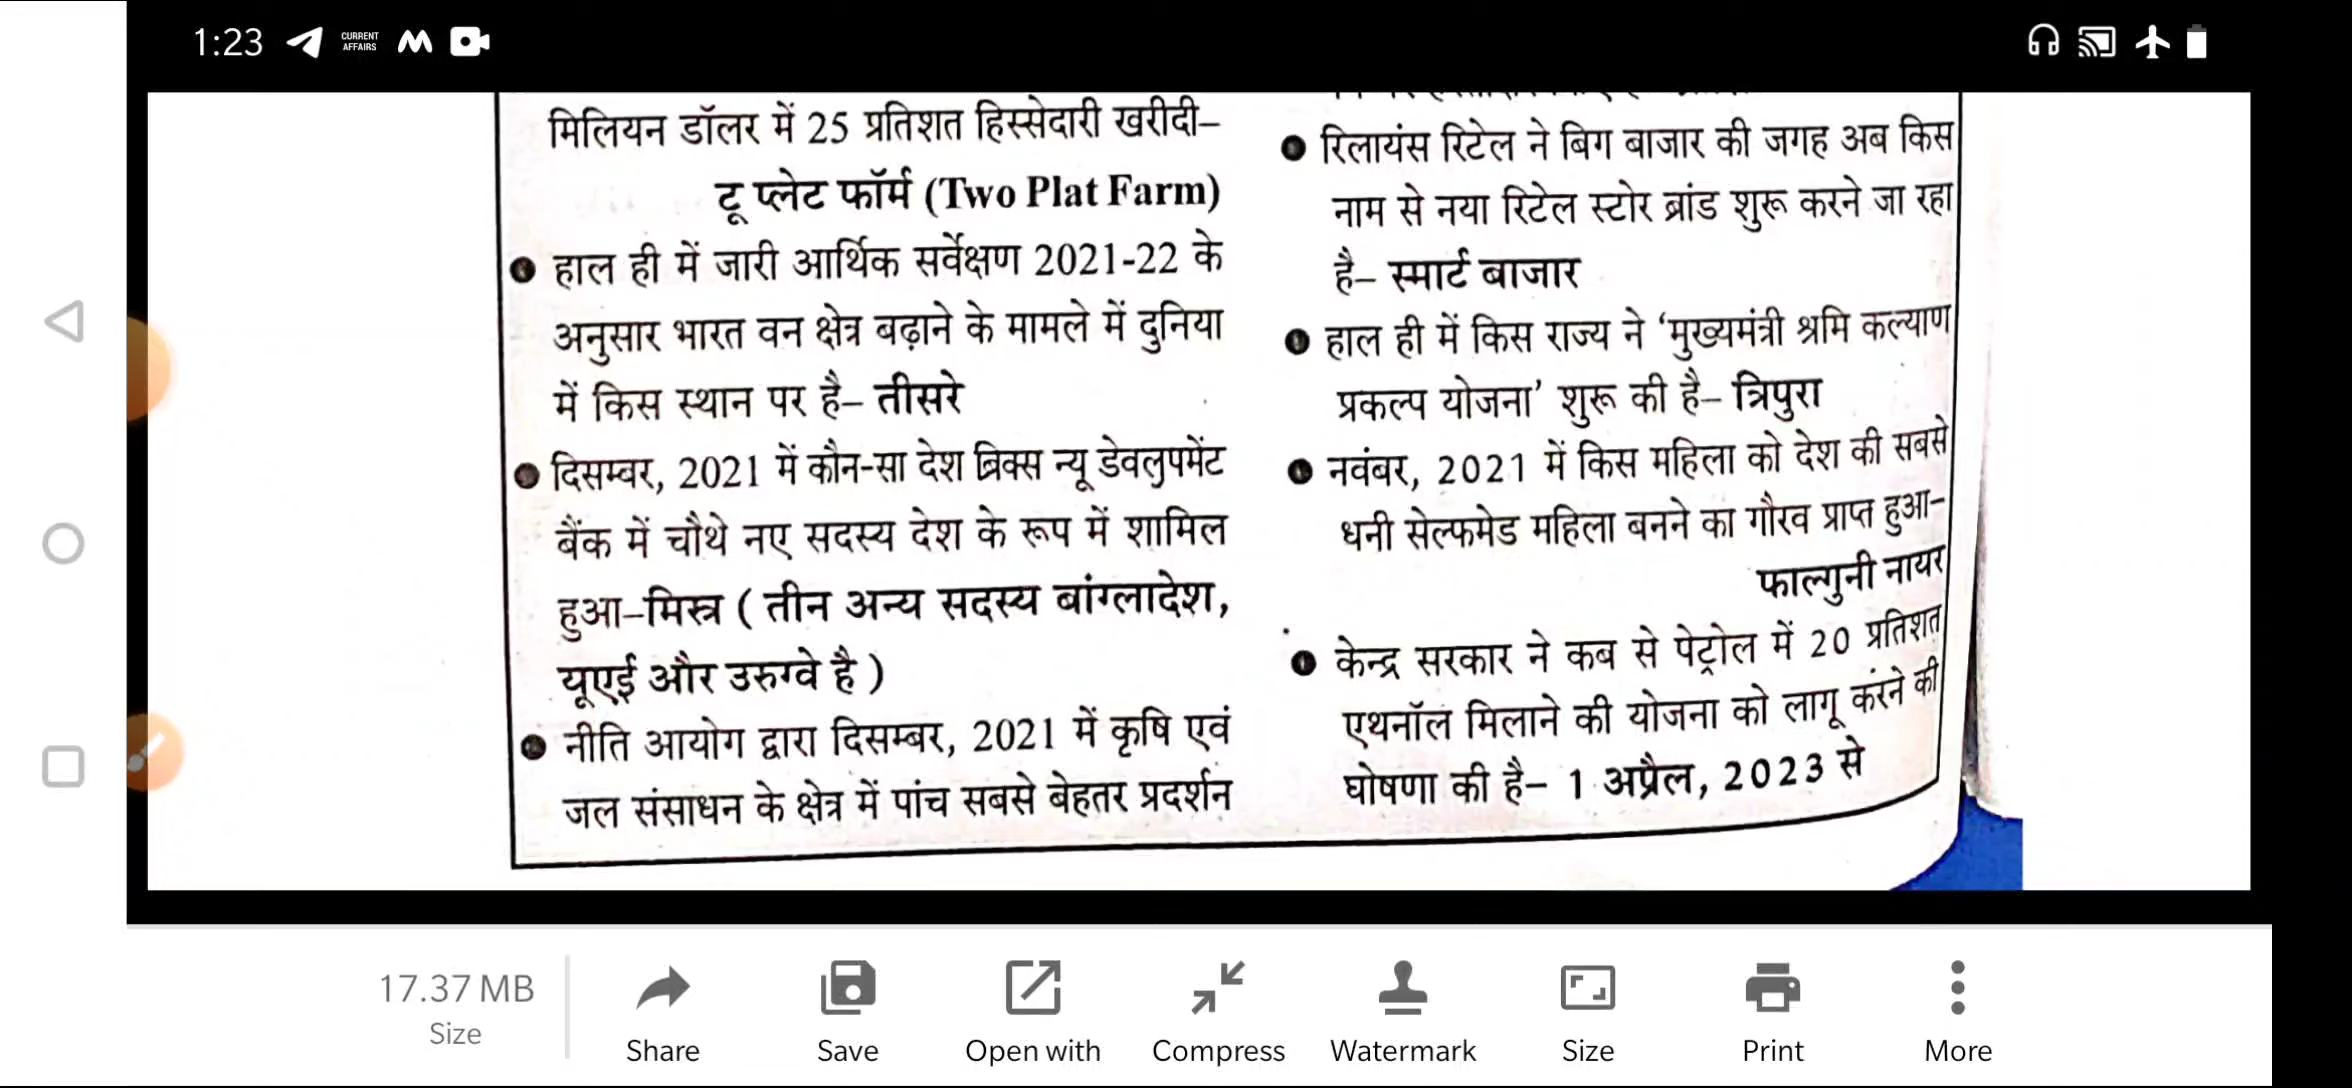 1:23
CURRENT
AFFAIRS
मिलियन डॉलर में 25 प्रतिशत हिस्सेदारी खरीदी–
टू प्लेट फॉर्म (Two Plat Farm)
● हाल ही में जारी आर्थिक सर्वेक्षण 2021-22 के
अनुसार भारत वन क्षेत्र बढ़ाने के मामले में दुनिया
में किस स्थान पर है– तीसरे
● दिसम्बर, 2021 में कौन-सा देश ब्रिक्स न्यू डेवलुपमेंट
बैंक में चौथे नए सदस्य देश के रूप में शामिल
हुआ–मिस्त्र ( तीन अन्य सदस्य बांग्लादेश,
यूएई और उरुग्वे है )
● नीति आयोग द्वारा दिसम्बर, 2021 में कृषि एवं
जल संसाधन के क्षेत्र में पांच सबसे बेहतर प्रदर्शन
● रिलायंस रिटेल ने बिग बाजार की जगह अब किस
नाम से नया रिटेल स्टोर ब्रांड शुरू करने जा रहा
है– स्मार्ट बाजार
● हाल ही में किस राज्य ने ‘मुख्यमंत्री श्रमि कल्याण
प्रकल्प योजना’ शुरू की है– त्रिपुरा
● नवंबर, 2021 में किस महिला को देश की सबसे
धनी सेल्फमेड महिला बनने का गौरव प्राप्त हुआ–
फाल्गुनी नायर
● केन्द्र सरकार ने कब से पेट्रोल में 20 प्रतिशत
एथनॉल मिलाने की योजना को लागू करने की
घोषणा की है– 1 अप्रैल, 2023 से
17.37 MB
Size
Share
Save
Open with
Compress
Watermark
Size
Print
More